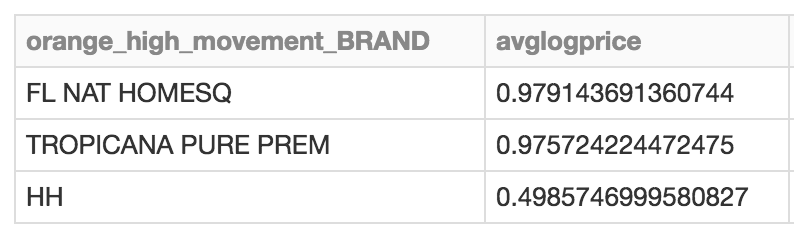 orange_high_movement_BRAND avglogprice
FL NAT HOMESQ 0.979143691360744
TROPICANA PURE PREM 0.975724224472475
HH 0.4985746999580827